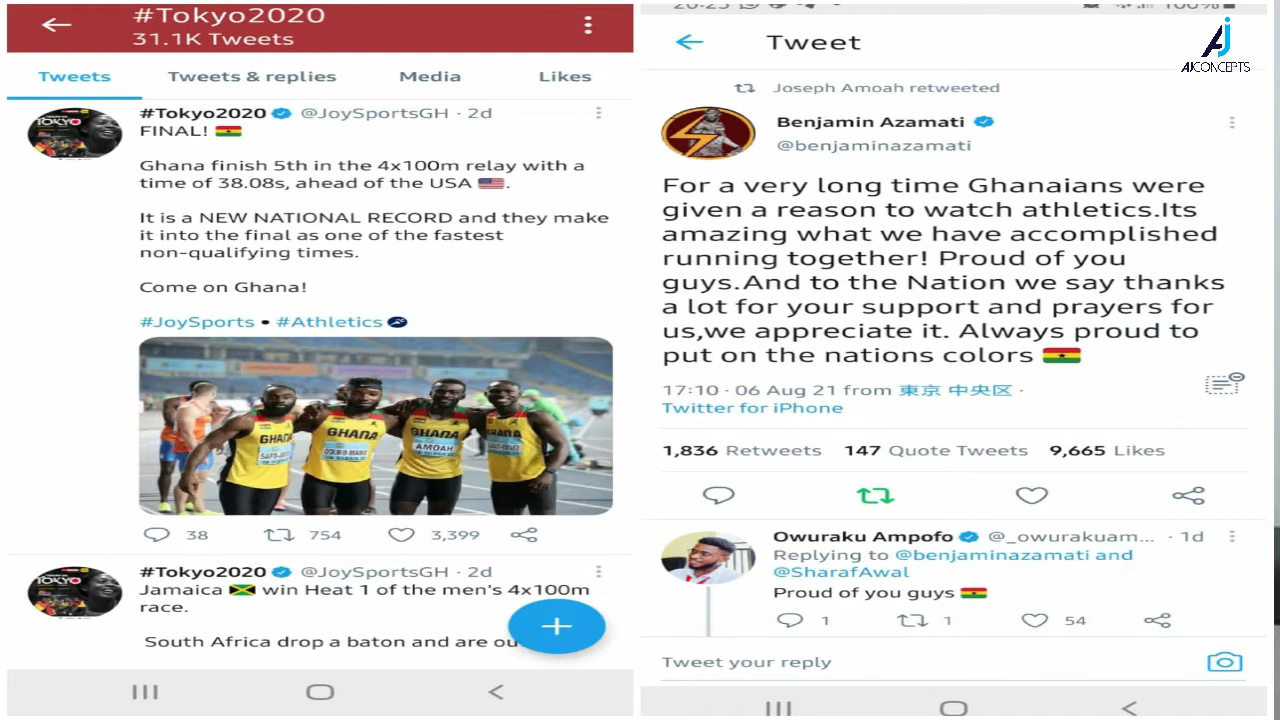 #Tokyo2020
31.1K Tweets
Tweets
Tweets & replies
Media
Likes
#Tokyo2020 @JoySportsGH · 2d
FINAL!
Ghana finish 5th in the 4x100m relay with a
time of 38.08s, ahead of the USA .
It is a NEW NATIONAL RECORD and they make
it into the final as one of the fastest
non-qualifying times.
Come on Ghana!
#JoySports • #Athletics
GHANA
GHANA
GHANA
AMOAH
GHANA
38 754 3,399
#Tokyo2020 @JoySportsGH · 2d
Jamaica win Heat 1 of the men's 4x100m
race.
South Africa drop a baton and are ou
20:25 100%
Tweet
AJCONCEPTS
Joseph Amoah retweeted
Benjamin Azamati
@benjaminazamati
For a very long time Ghanaians were
given a reason to watch athletics.Its
amazing what we have accomplished
running together! Proud of you
guys.And to the Nation we say thanks
a lot for your support and prayers for
us,we appreciate it. Always proud to
put on the nations colors
17:10 · 06 Aug 21 from 東京 中央区 ·
Twitter for iPhone
1,836 Retweets 147 Quote Tweets 9,665 Likes
Owuraku Ampofo @_owurakuam... · 1d
Replying to @benjaminazamati and
@SharafAwal
Proud of you guys
1 1 54
Tweet your reply